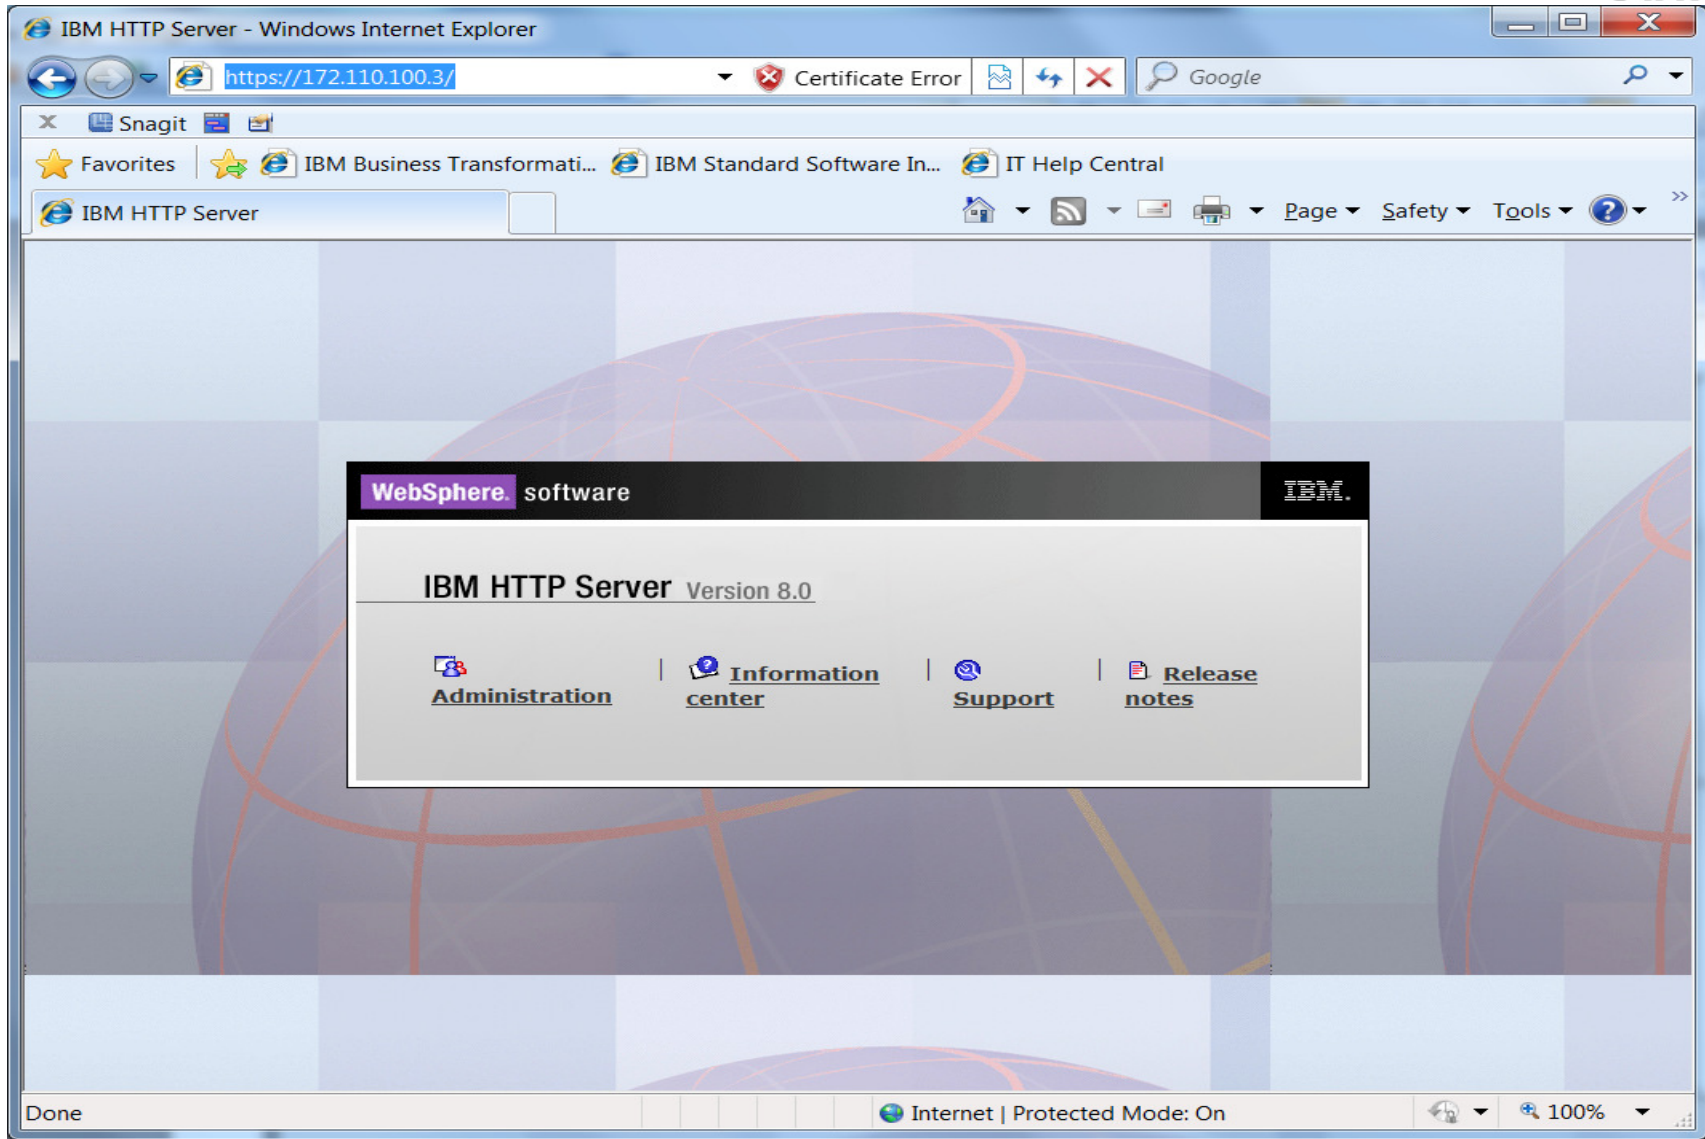 IBM HTTP Server - Windows Internet Explorer
https://172.110.100.3/ Certificate Error Google
x Snagit
Favorites IBM Business Transformati... IBM Standard Software In... IT Help Central
IBM HTTP Server Page Safety Tools »
WebSphere. software IBM.
IBM HTTP Server Version 8.0
Administration | Information center | Support | Release notes
Done Internet | Protected Mode: On 100%